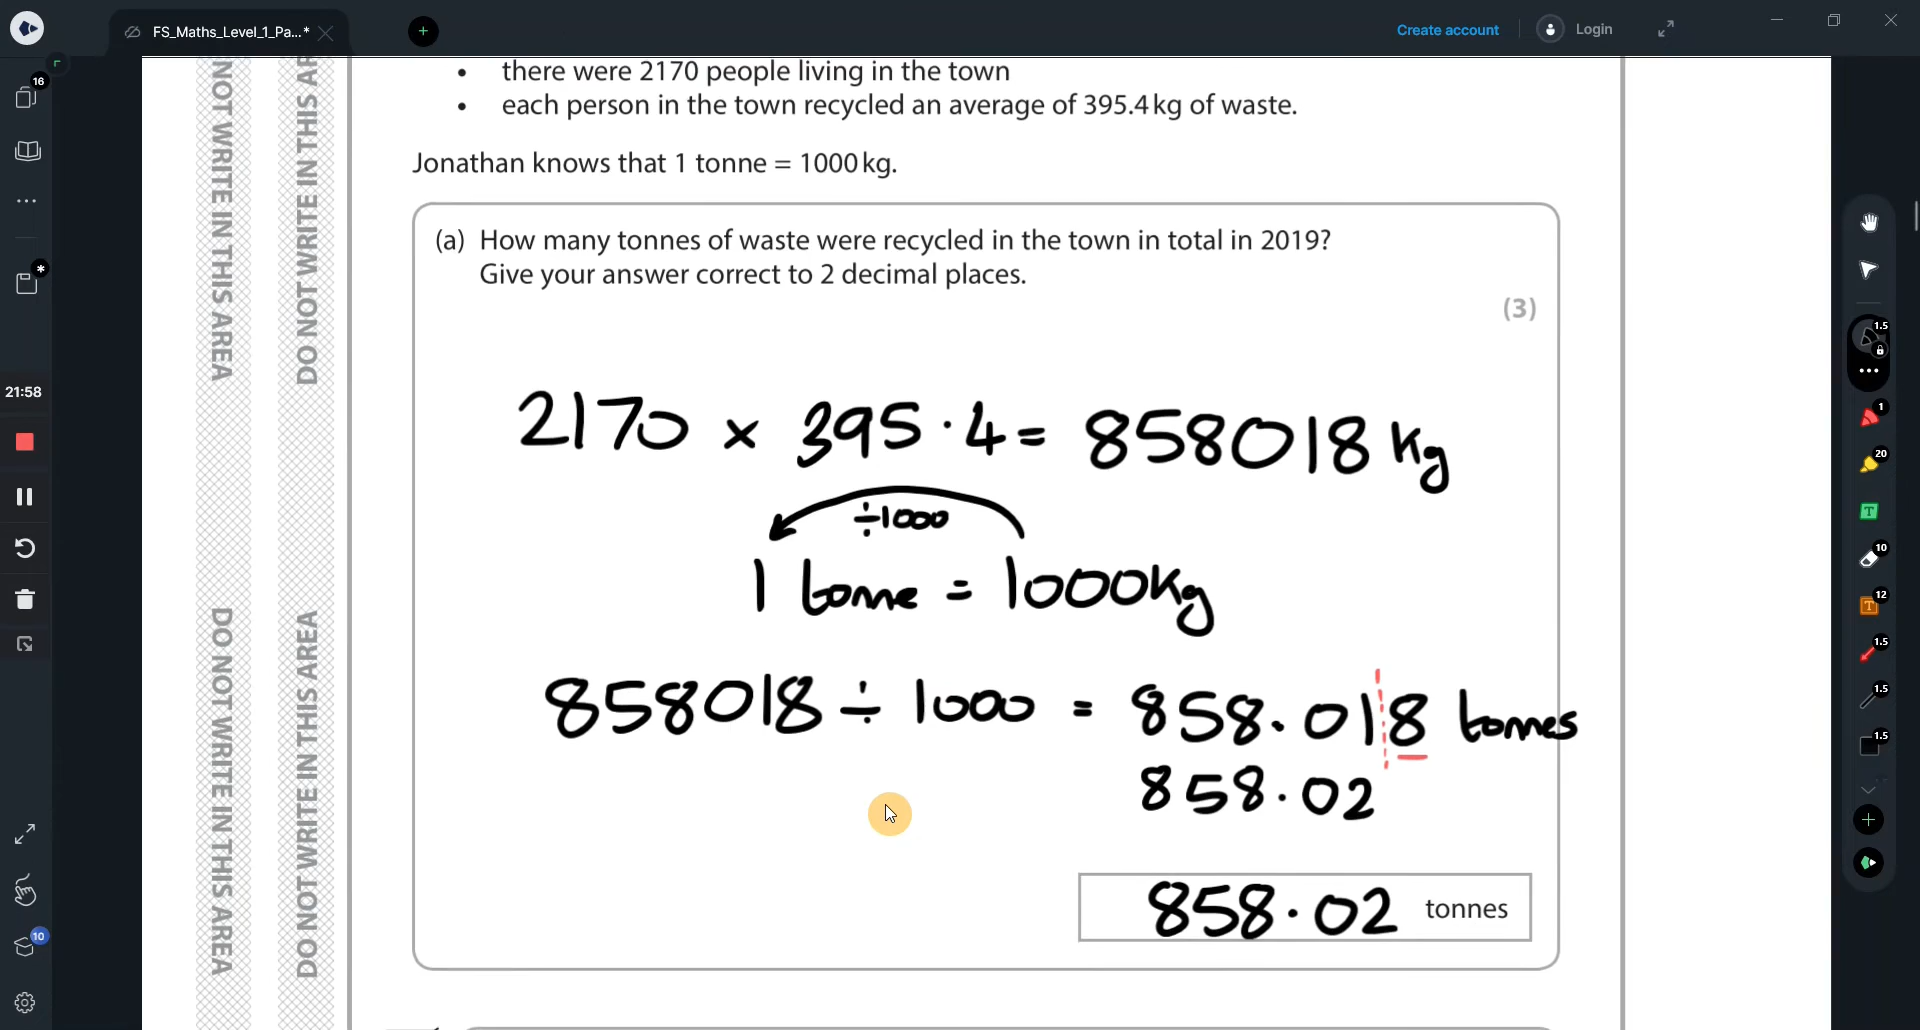 FS_Maths_Level_1_Pa...*
Create account
Login
16
21:58
10
• there were 2170 people living in the town
• each person in the town recycled an average of 395.4 kg of waste.
Jonathan knows that 1 tonne = 1000 kg.
(a) How many tonnes of waste were recycled in the town in total in 2019?
Give your answer correct to 2 decimal places.
(3)
2170 × 395·4 = 858018 kg
÷1000
1 tonne = 1000kg
858018 ÷ 1000 = 858·018 tonnes
858·02
858·02 tonnes
NOT WRITE IN THIS AREA
DO NOT WRITE IN THIS AREA
DO NOT WRITE IN THIS AREA
DO NOT WRITE IN THIS AREA
1.5
1
20
T
10
T
12
1.5
1.5
1.5